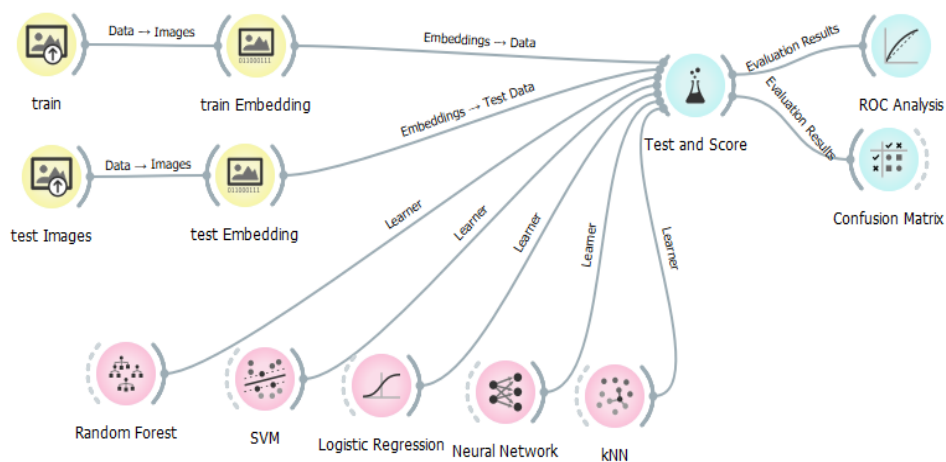 Data → Images
Embeddings → Data
Evaluation Results
011000111
train
train Embedding
ROC Analysis
Embeddings → Test Data
Test and Score
Evaluation Results
Data → Images
011000111
test Images
test Embedding
Confusion Matrix
Learner
Learner
Learner
Learner
Learner
Random Forest
SVM
Logistic Regression
Neural Network
kNN